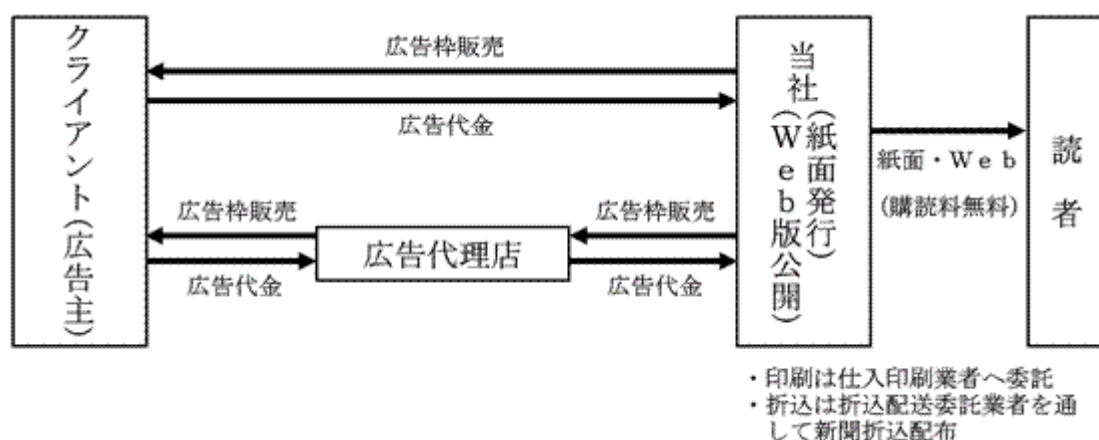 クライアント(広告主)
広告枠販売
広告代金
広告枠販売
広告代金
広告代理店
広告枠販売
広告代金
当社(紙面発行)
(Web版公開)
紙面・Web
(購読料無料)
読者
・印刷は仕入印刷業者へ委託
・折込は折込配送委託業者を通
して新聞折込配布